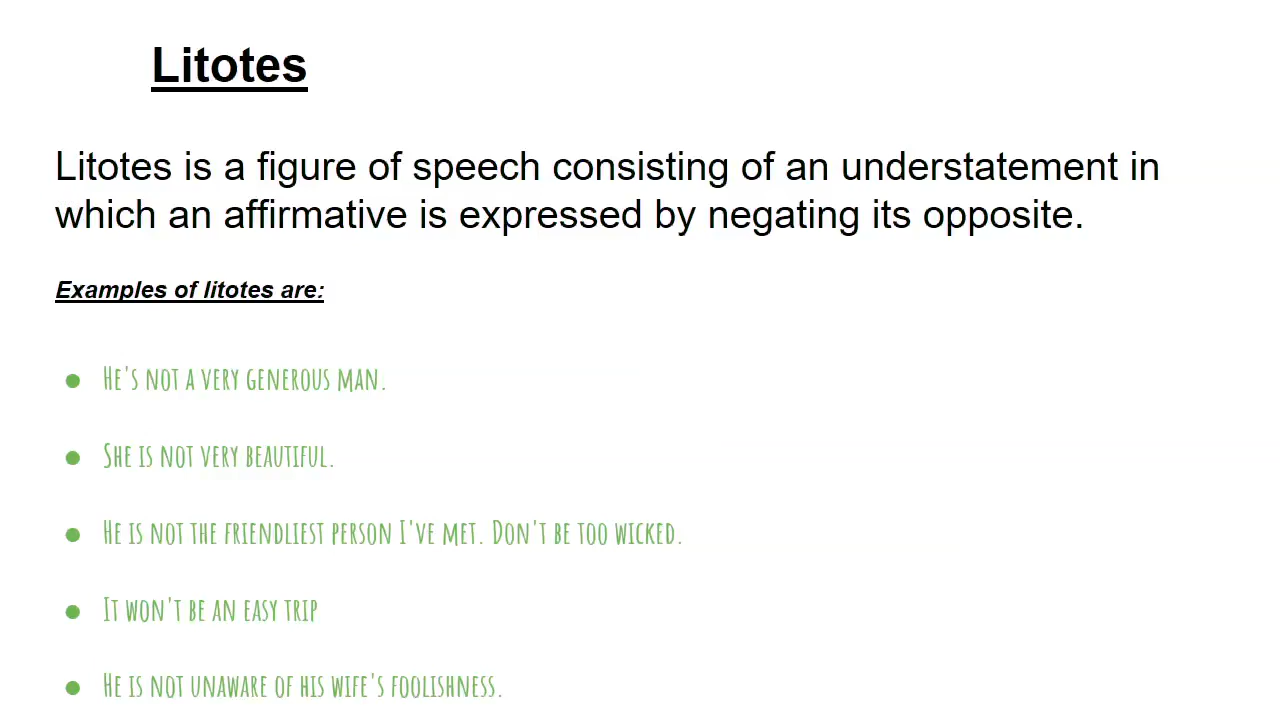 Litotes
Litotes is a figure of speech consisting of an understatement in
which an affirmative is expressed by negating its opposite.
Examples of litotes are:
● He's not a very generous man.
● She is not very beautiful.
● He is not the friendliest person I've met. Don't be too wicked.
● It won't be an easy trip
● He is not unaware of his wife's foolishness.